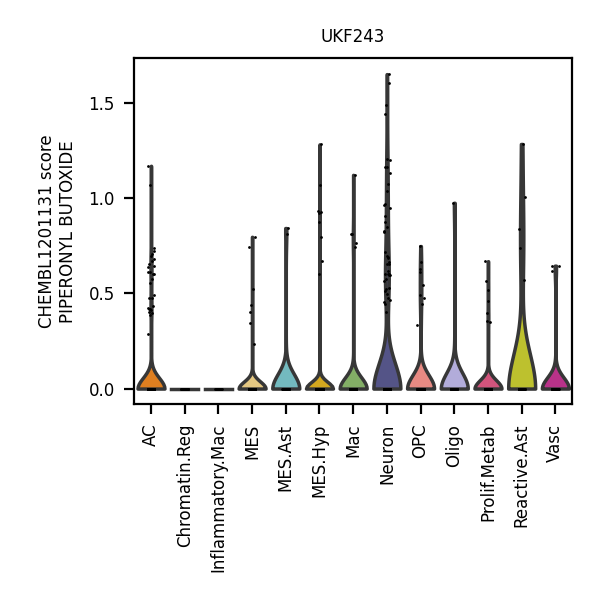 UKF243
CHEMBL1201131 score
PIPERONYL BUTOXIDE
1.5
1.0
0.5
0.0
AC
Chromatin.Reg
Inflammatory.Mac
MES
MES.Ast
MES.Hyp
Mac
Neuron
OPC
Oligo
Prolif.Metab
Reactive.Ast
Vasc